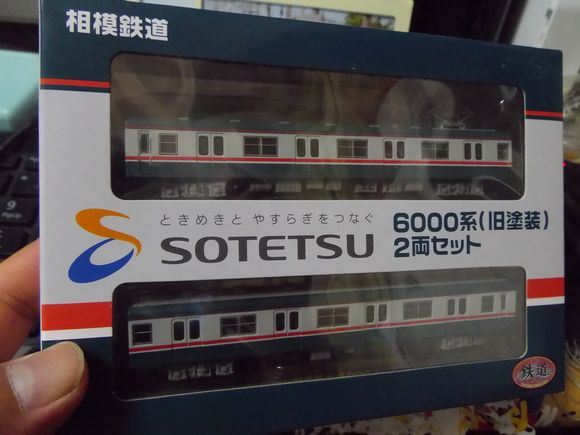 相模鉄道
ときめきと やすらぎをつなぐ
SOTETSU
6000系(旧塗装)
2両セット
鉄道